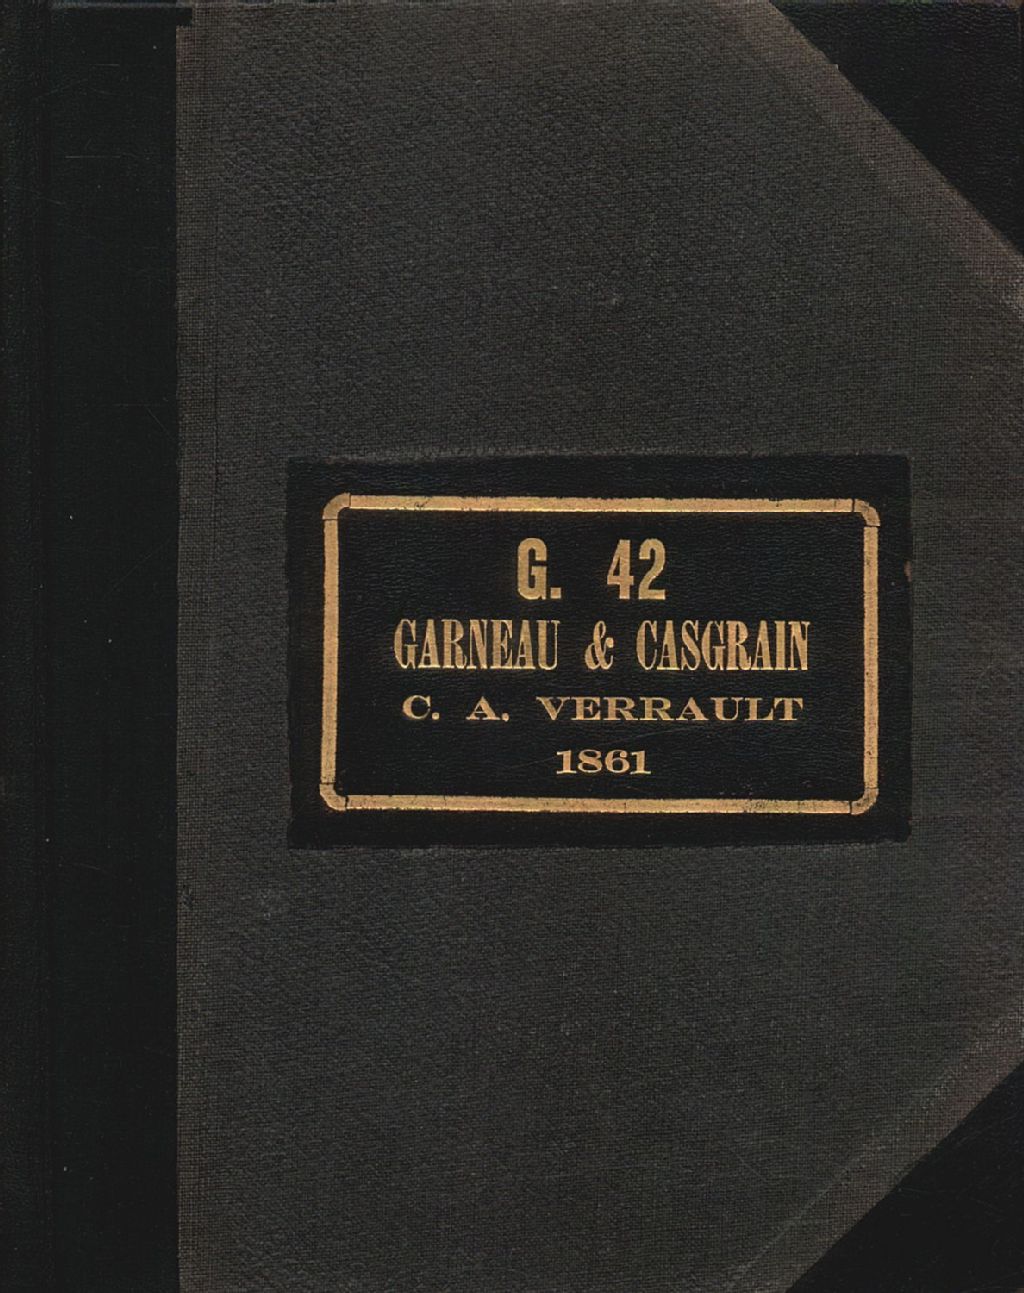 G. 42
GARNEAU & CASGRAIN
C. A. VERRAULT
1861